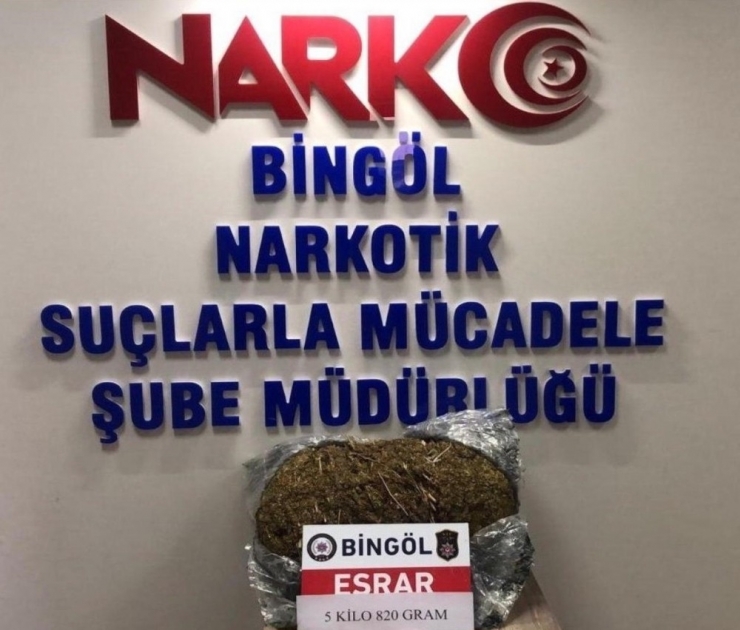 NARKO
BİNGÖL
NARKOTİK
SUÇLARLA MÜCADELE
ŞUBE MÜDÜRLÜĞÜ
BİNGÖL
ESRAR
5 KİLO 820 GRAM